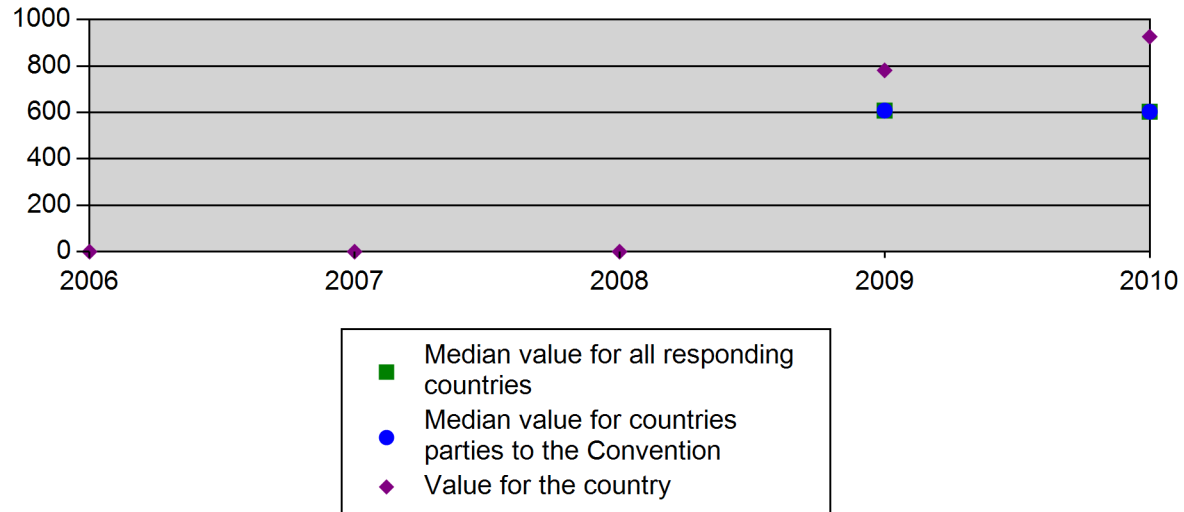 1000
800
600
400
200
0
2006 2007 2008 2009 2010
Median value for all responding
countries
Median value for countries
parties to the Convention
Value for the country